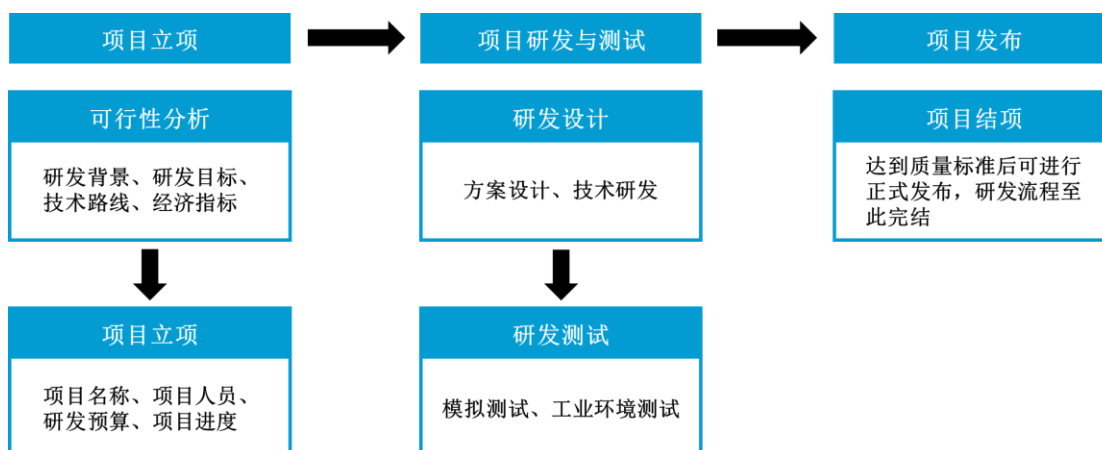 项目立项
项目研发与测试
项目发布
可行性分析
研发背景、研发目标、
技术路线、经济指标
研发设计
方案设计、技术研发
项目结项
达到质量标准后可进行
正式发布，研发流程至
此完结
项目立项
项目名称、项目人员、
研发预算、项目进度
研发测试
模拟测试、工业环境测试